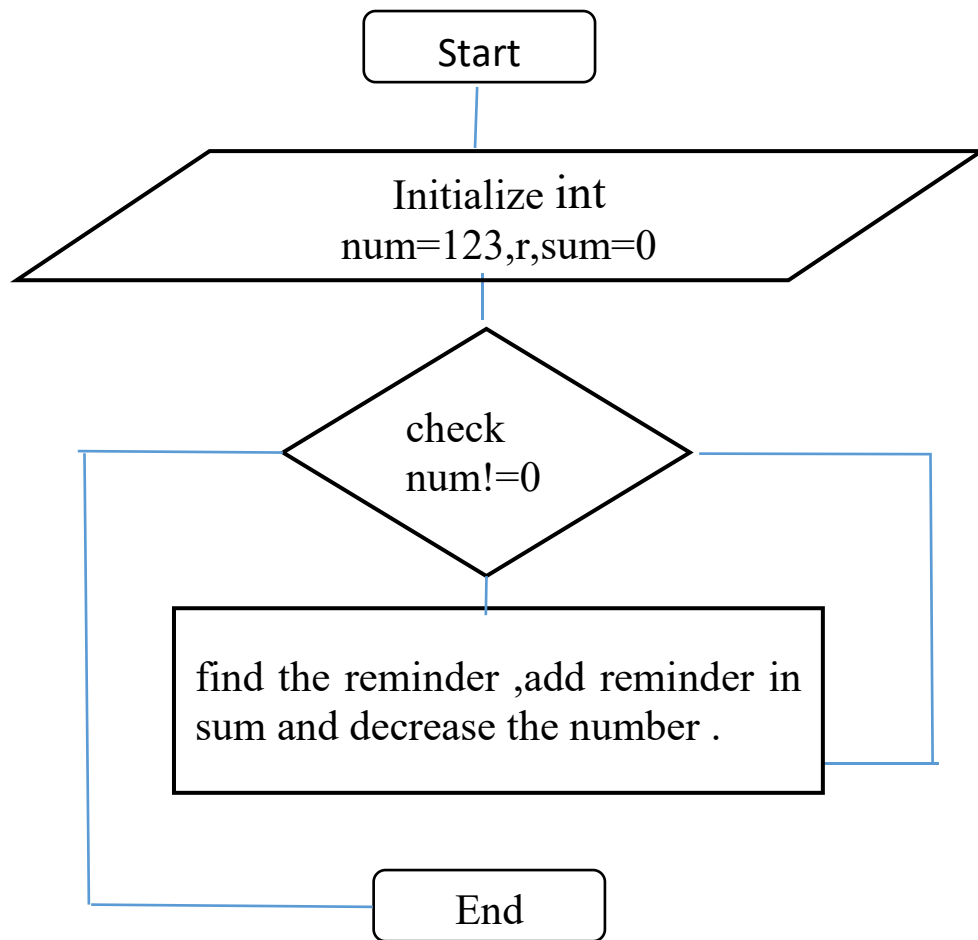 Start
Initialize int
num=123,r,sum=0
check
num!=0
find the reminder ,add reminder in
sum and decrease the number .
End